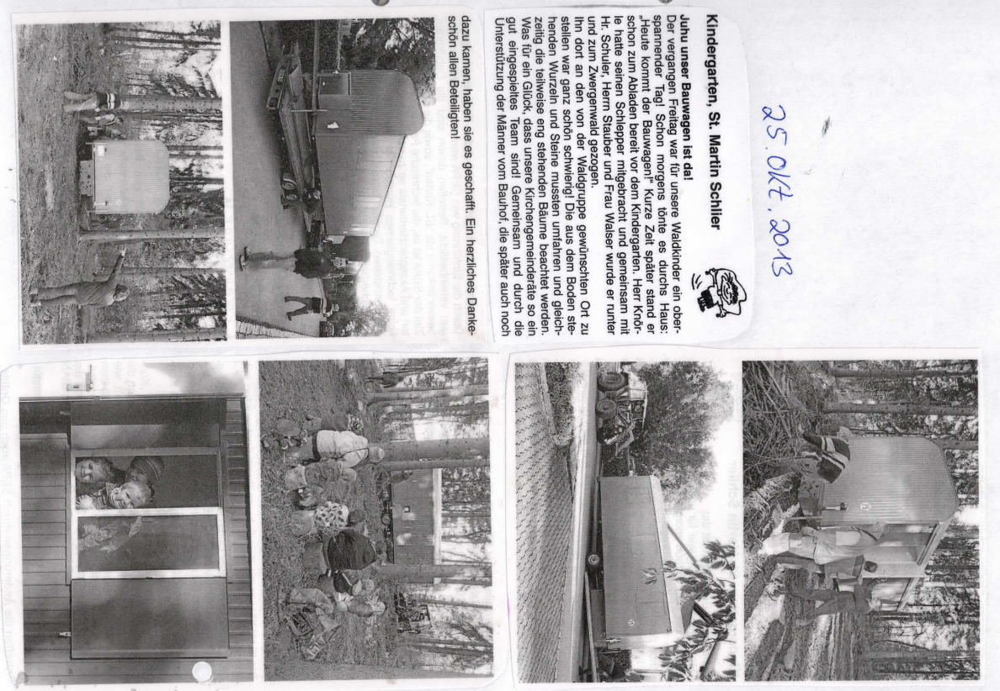 25. Okt. 2013
Kindergarten, St. Martin Schlier
Juhu unser Bauwagen ist da!
Der vergangen Freitag war für unsere Waldkinder ein ober-
spannender Tag! Schon morgens tönte es durchs Haus:
„Heute kommt der Bauwagen!" Kurze Zeit später stand er
schon zum Abladen bereit vor dem Kindergarten. Herr Knör-
le hatte seinen Schlepper mitgebracht und gemeinsam mit
Hr. Schuler, Herrn Stauber und Frau Walser wurde er runter
und zum Zwergenwald gezogen.
Ihn dort an den von der Waldgruppe gewünschten Ort zu
stellen war ganz schön schwierig! Die aus dem Boden ste-
henden Wurzeln und Steine mussten umfahren und gleich-
zeitig die teilweise eng stehenden Bäume beachtet werden.
Was für ein Glück, dass unsere Kirchengemeinderäte so ein
gut eingespieltes Team sind! Gemeinsam und durch die
Unterstützung der Männer vom Bauhof, die später auch noch
dazu kamen, haben sie es geschafft. Ein herzliches Danke-
schön allen Beteiligten!